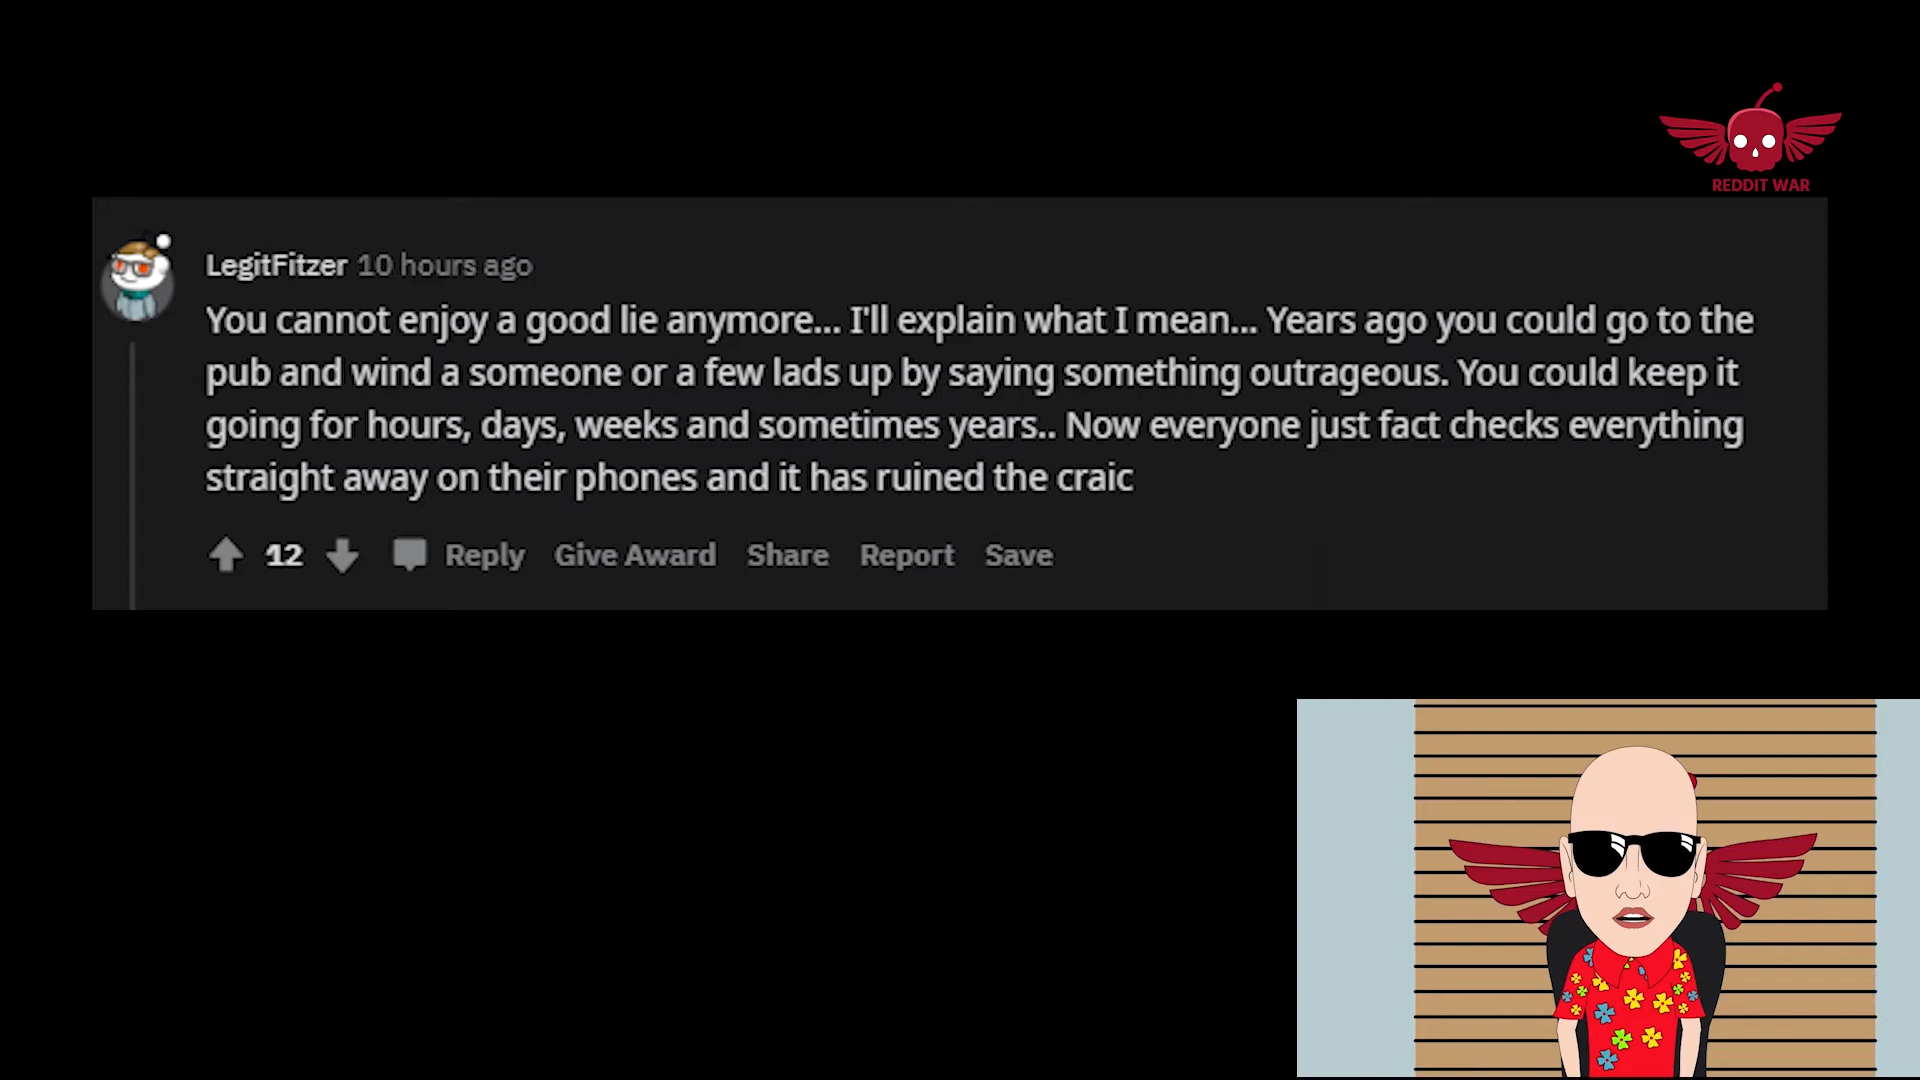 REDDIT WAR
LegitFitzer 10 hours ago
You cannot enjoy a good lie anymore... I'll explain what I mean... Years ago you could go to the
pub and wind a someone or a few lads up by saying something outrageous. You could keep it
going for hours, days, weeks and sometimes years.. Now everyone just fact checks everything
straight away on their phones and it has ruined the craic
12 Reply Give Award Share Report Save